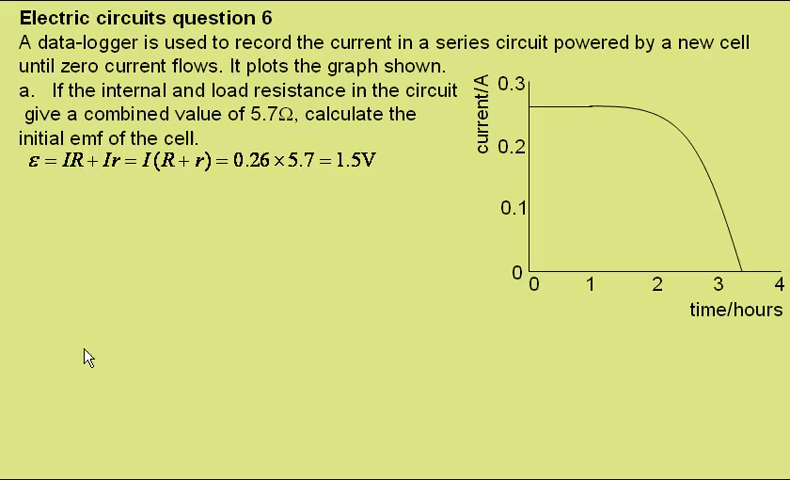 Electric circuits question 6
A data-logger is used to record the current in a series circuit powered by a new cell
until zero current flows. It plots the graph shown.
a. If the internal and load resistance in the circuit
give a combined value of 5.7Ω, calculate the
initial emf of the cell.
ε = IR + Ir = I(R + r) = 0.26 × 5.7 = 1.5V
current/A
0.3
0.2
0.1
0
0 1 2 3 4
time/hours